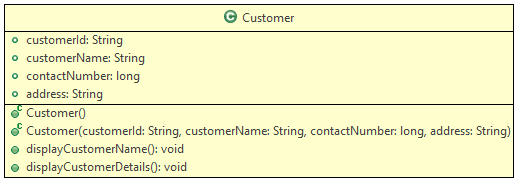 Customer
customerId: String
customerName: String
contactNumber: long
address: String
Customer()
Customer(customerId: String, customerName: String, contactNumber: long, address: String)
displayCustomerName(): void
displayCustomerDetails(): void